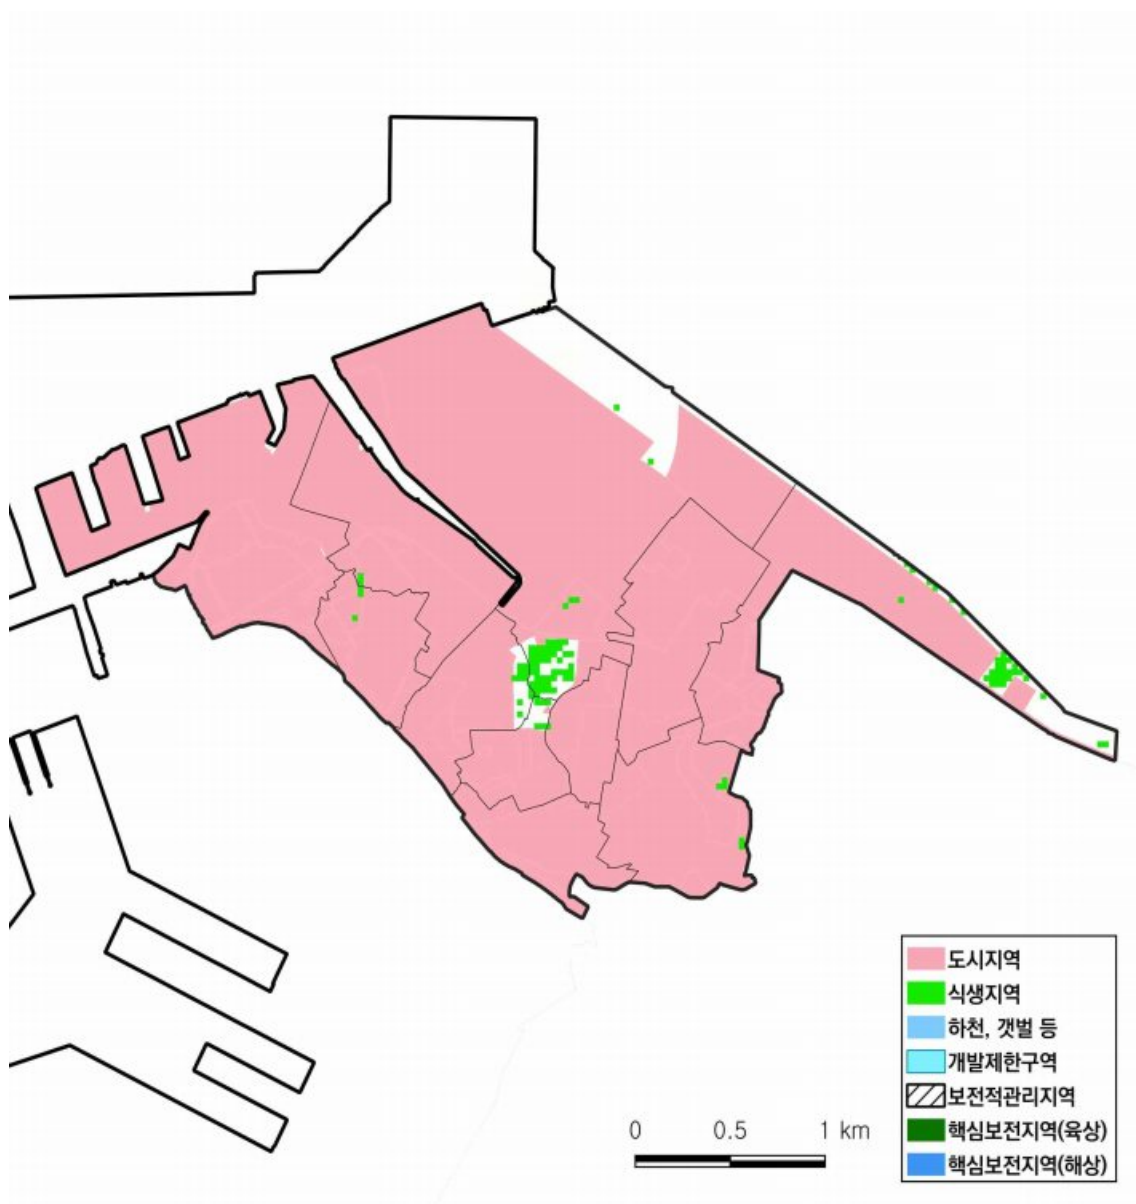 도시지역
식생지역
하천, 갯벌 등
개발제한구역
보전적관리지역
핵심보전지역(육상)
핵심보전지역(해상)
0 0.5 1 km